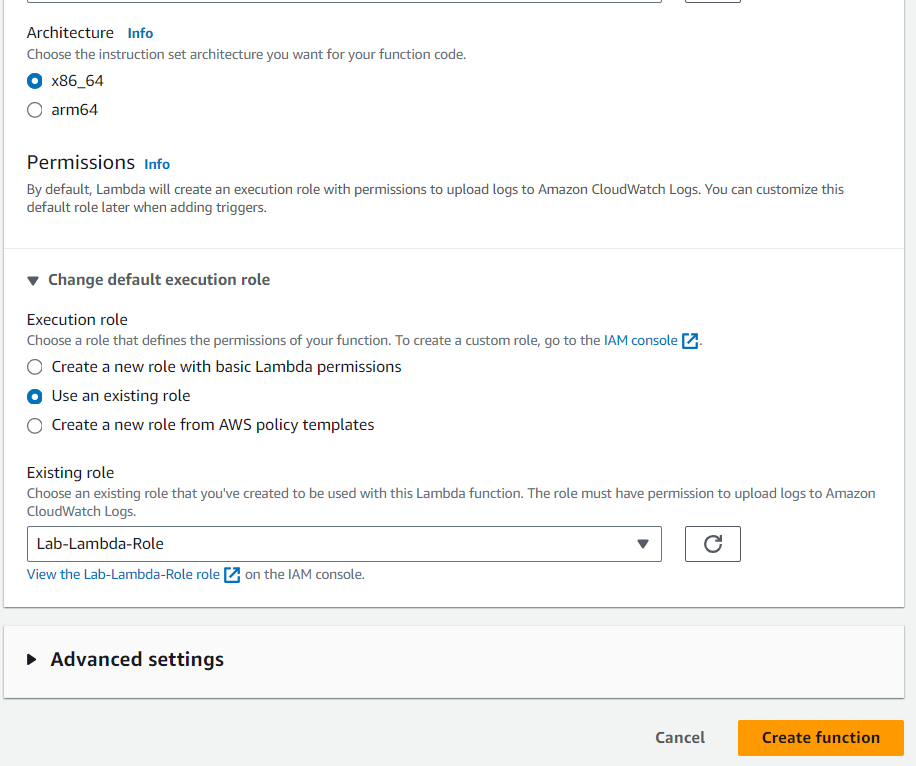 Architecture Info
Choose the instruction set architecture you want for your function code.
x86_64
arm64
Permissions Info
By default, Lambda will create an execution role with permissions to upload logs to Amazon CloudWatch Logs. You can customize this
default role later when adding triggers.
Change default execution role
Execution role
Choose a role that defines the permissions of your function. To create a custom role, go to the IAM console.
Create a new role with basic Lambda permissions
Use an existing role
Create a new role from AWS policy templates
Existing role
Choose an existing role that you've created to be used with this Lambda function. The role must have permission to upload logs to Amazon
CloudWatch Logs.
Lab-Lambda-Role
View the Lab-Lambda-Role role on the IAM console.
Advanced settings
Cancel Create function